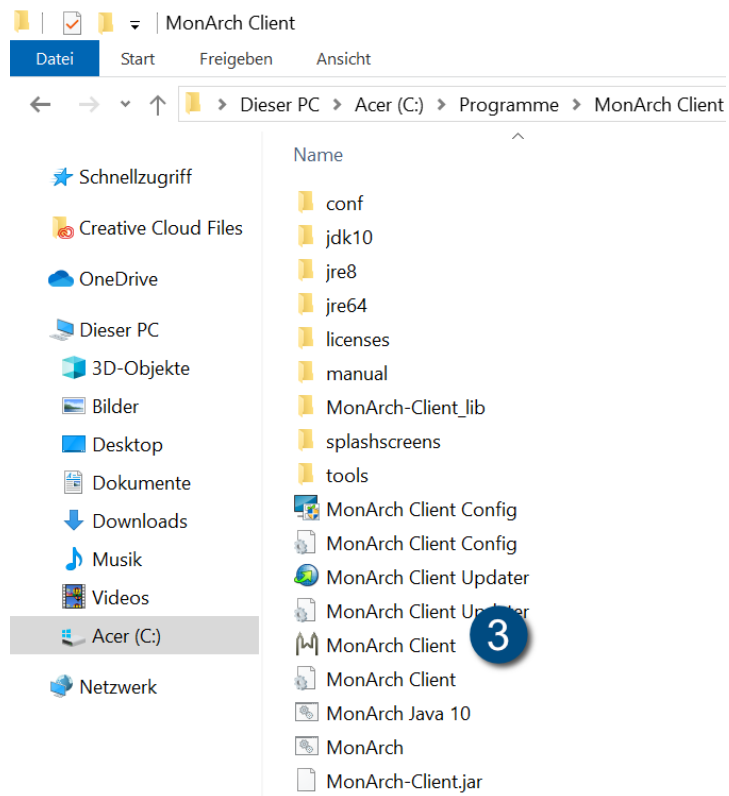 MonArch Client
Datei Start Freigeben Ansicht
Dieser PC > Acer (C:) > Programme > MonArch Client
Name
Schnellzugriff
Creative Cloud Files
OneDrive
Dieser PC
3D-Objekte
Bilder
Desktop
Dokumente
Downloads
Musik
Videos
Acer (C:)
Netzwerk
conf
jdk10
jre8
jre64
licenses
manual
MonArch-Client_lib
splashscreens
tools
MonArch Client Config
MonArch Client Config
MonArch Client Updater
MonArch Client Updater
MonArch Client
3
MonArch Client
MonArch Java 10
MonArch
MonArch-Client.jar